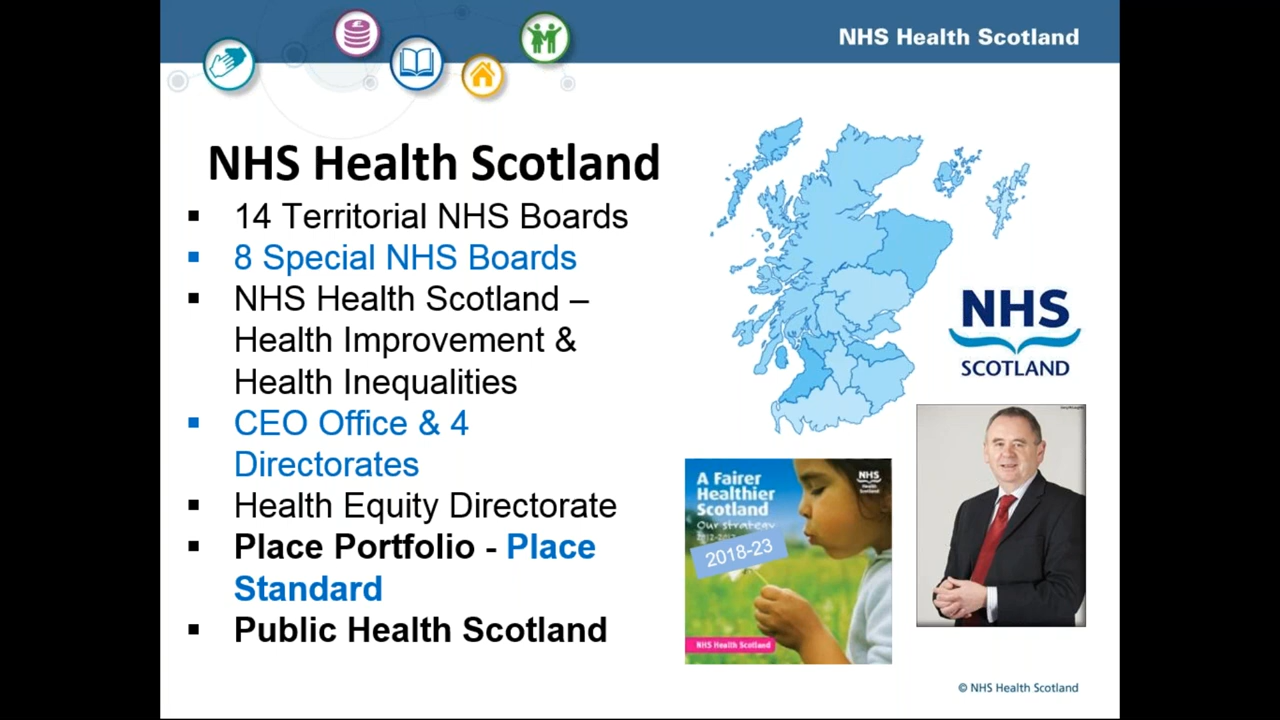 NHS Health Scotland
NHS Health Scotland
14 Territorial NHS Boards
8 Special NHS Boards
NHS Health Scotland –
Health Improvement &
Health Inequalities
CEO Office & 4
Directorates
Health Equity Directorate
Place Portfolio - Place
Standard
Public Health Scotland
NHS
SCOTLAND
A Fairer
Healthier
Scotland
Our strategy
2018-23
NHS
Health
Scotland
NHS Health Scotland
© NHS Health Scotland